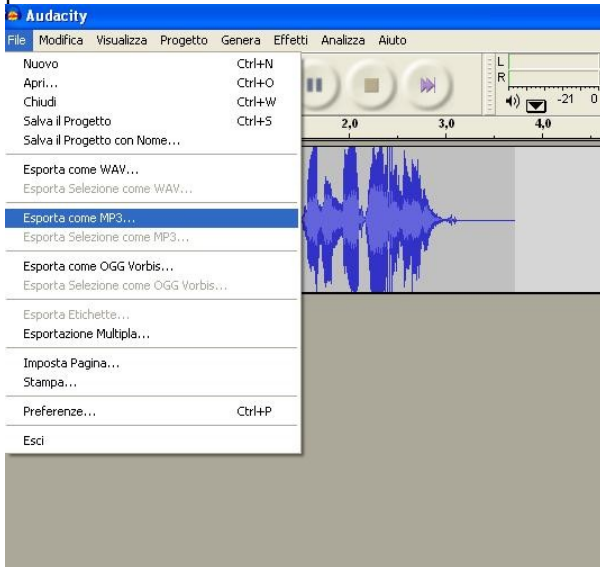 Audacity
File Modifica Visualizza Progetto Genera Effetti Analizza Aiuto
Nuovo Ctrl+N
Apri... Ctrl+O
Chiudi Ctrl+W
Salva il Progetto Ctrl+S
Salva il Progetto con Nome...
Esporta come WAV...
Esporta Selezione come WAV...
Esporta come MP3...
Esporta Selezione come MP3...
Esporta come OGG Vorbis...
Esporta Selezione come OGG Vorbis...
Esporta Etichette...
Esportazione Multipla...
Imposta Pagina...
Stampa...
Preferenze... Ctrl+P
Esci
L
R
-21 0
2,0 3,0 4,0